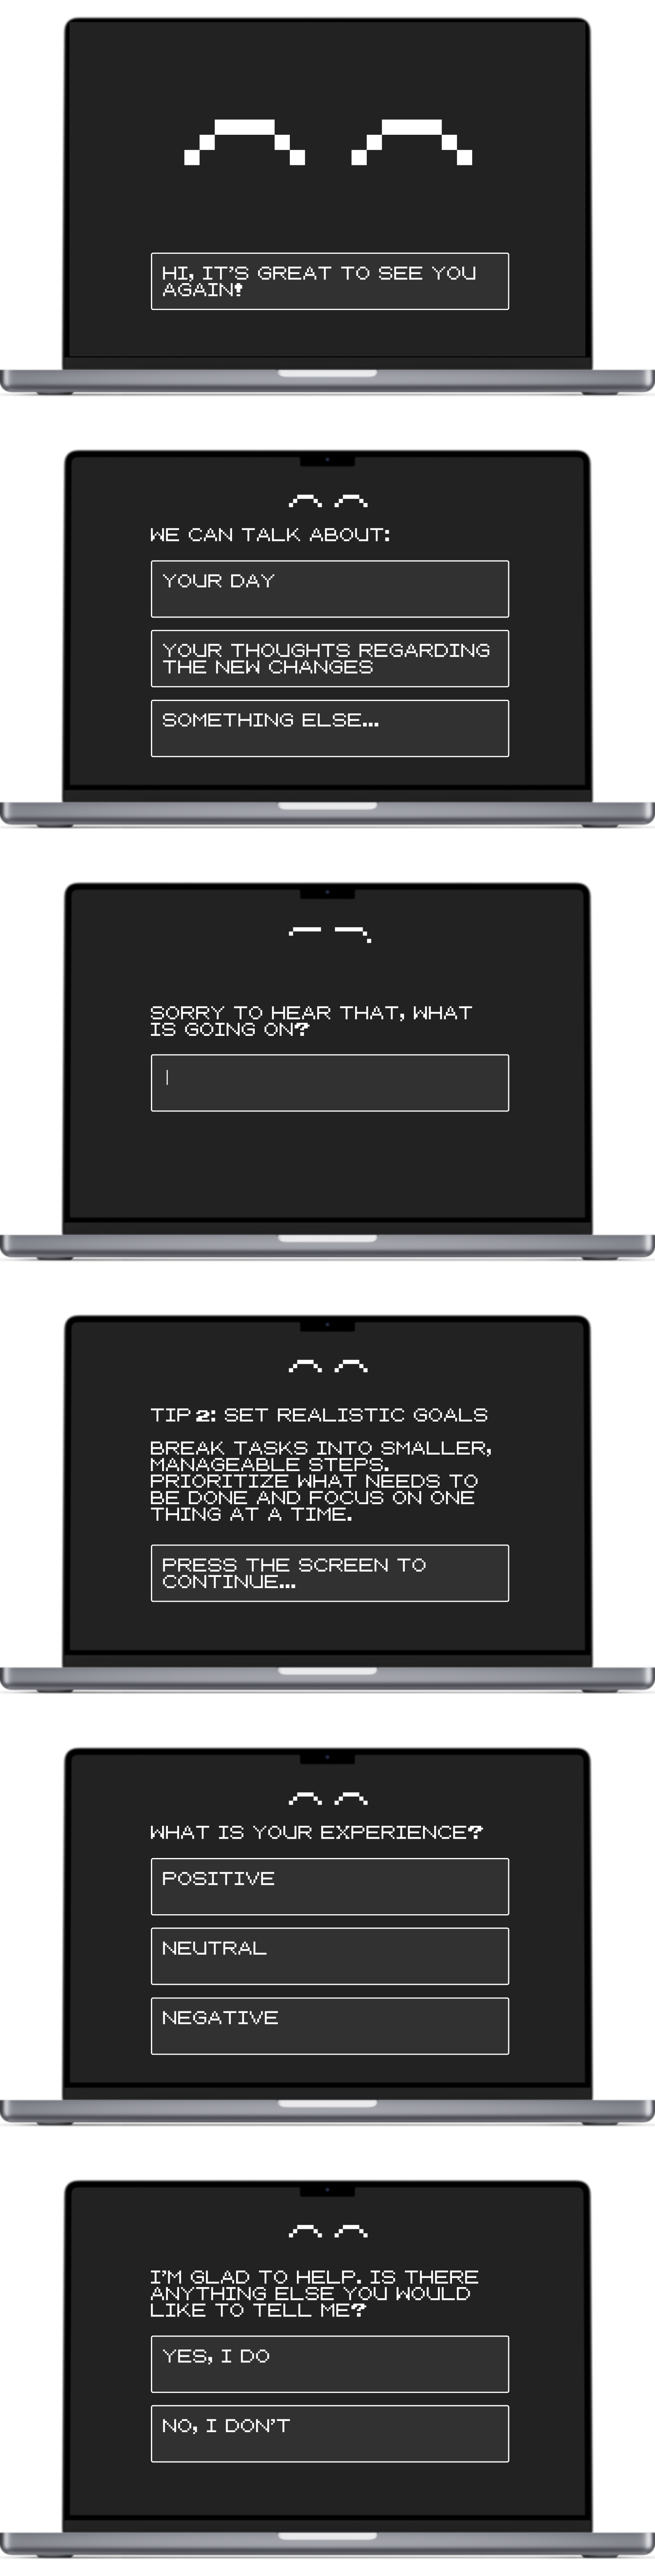 HI, IT'S GREAT TO SEE YOU
AGAIN!
WE CAN TALK ABOUT:
YOUR DAY
YOUR THOUGHTS REGARDING
THE NEW CHANGES
SOMETHING ELSE...
SORRY TO HEAR THAT, WHAT
IS GOING ON?
TIP 2: SET REALISTIC GOALS
BREAK TASKS INTO SMALLER,
MANAGEABLE STEPS.
PRIORITIZE WHAT NEEDS TO
BE DONE AND FOCUS ON ONE
THING AT A TIME.
PRESS THE SCREEN TO
CONTINUE...
WHAT IS YOUR EXPERIENCE?
POSITIVE
NEUTRAL
NEGATIVE
I'M GLAD TO HELP. IS THERE
ANYTHING ELSE YOU WOULD
LIKE TO TELL ME?
YES, I DO
NO, I DON'T